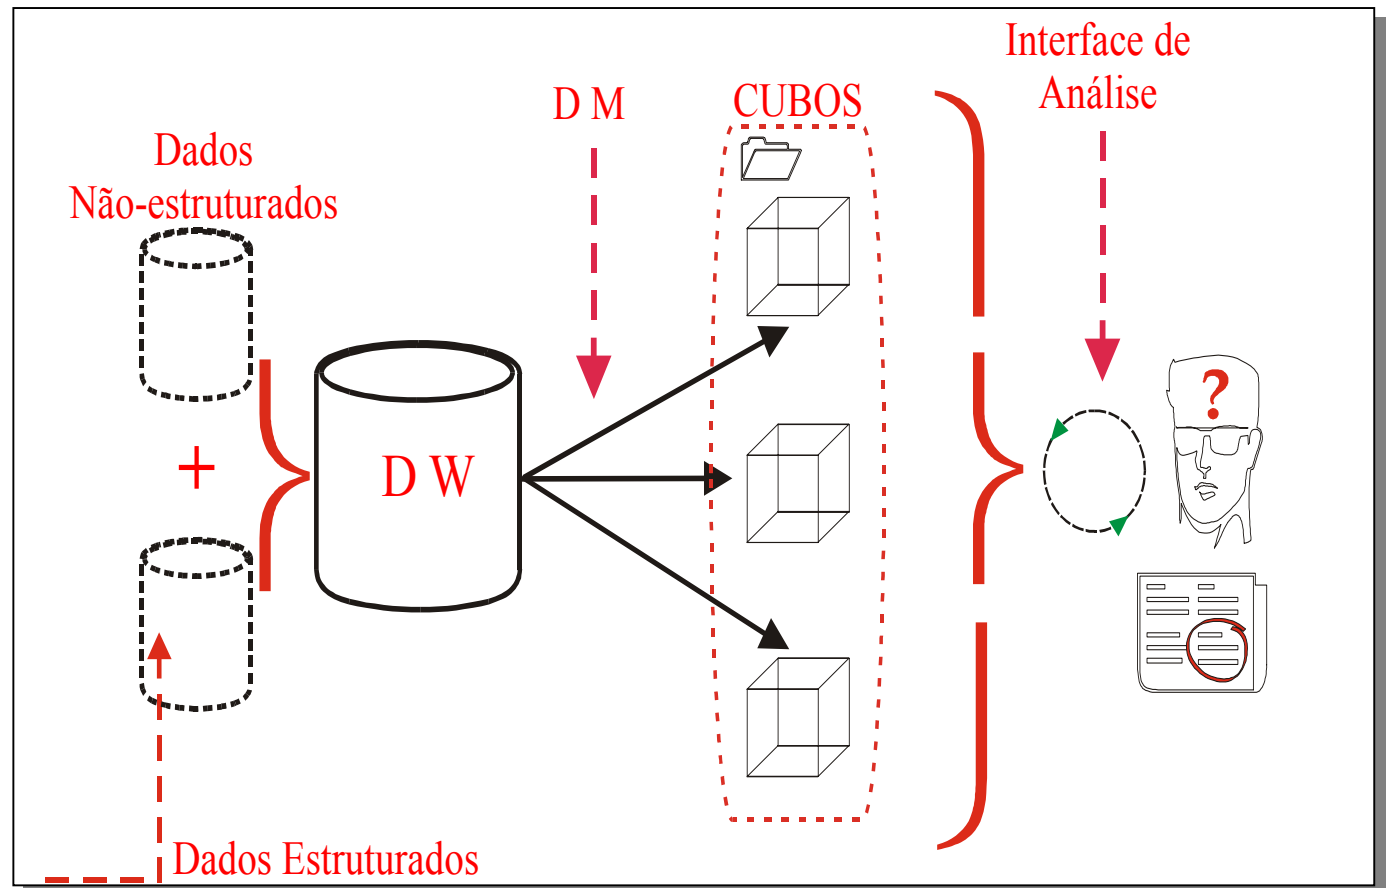 Interface de
Análise
D M
CUBOS
Dados
Não-estruturados
?
+
D W
Dados Estruturados